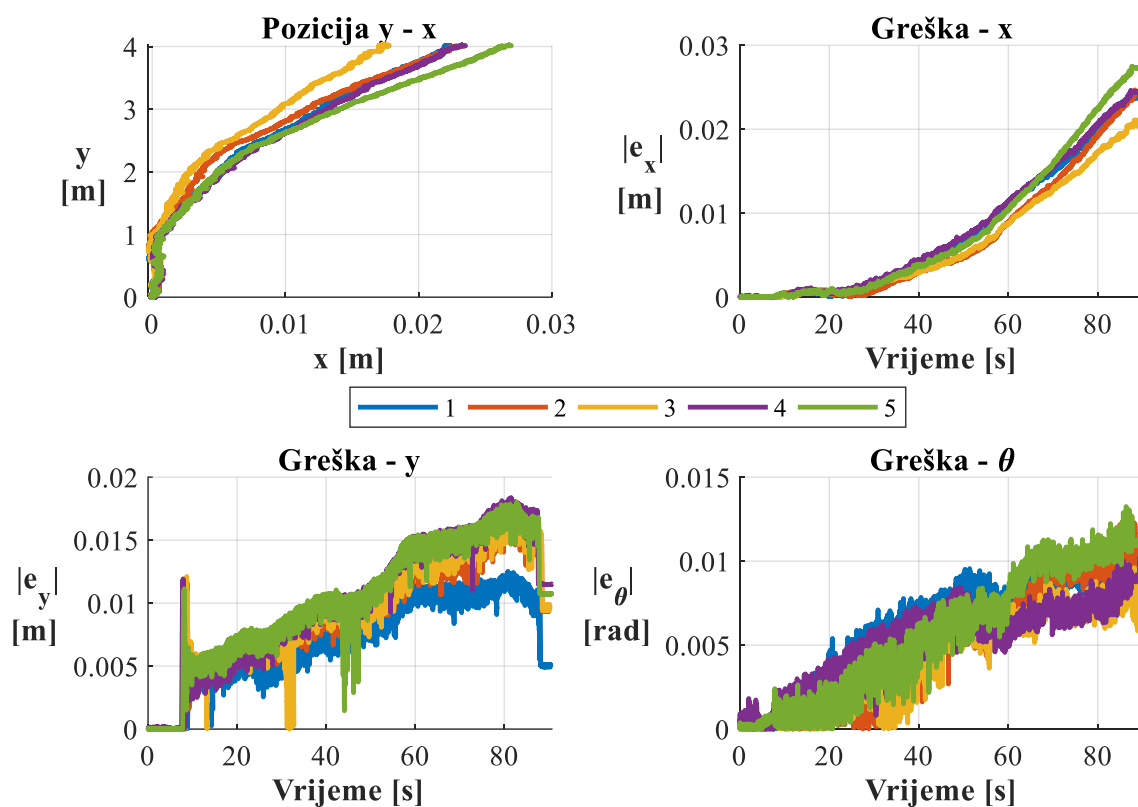 Pozicija y - x
4
3
2
1
0
y
[m]
0
0.01
0.02
0.03
x [m]
Greška - x
0.03
0.02
0.01
0
|e_x|
[m]
0
20
40
60
80
Vrijeme [s]
1 2 3 4 5
Greška - y
0.02
0.015
0.01
0.005
0
|e_y|
[m]
0
20
40
60
80
Vrijeme [s]
Greška - θ
0.015
0.01
0.005
0
|e_θ|
[rad]
0
20
40
60
80
Vrijeme [s]